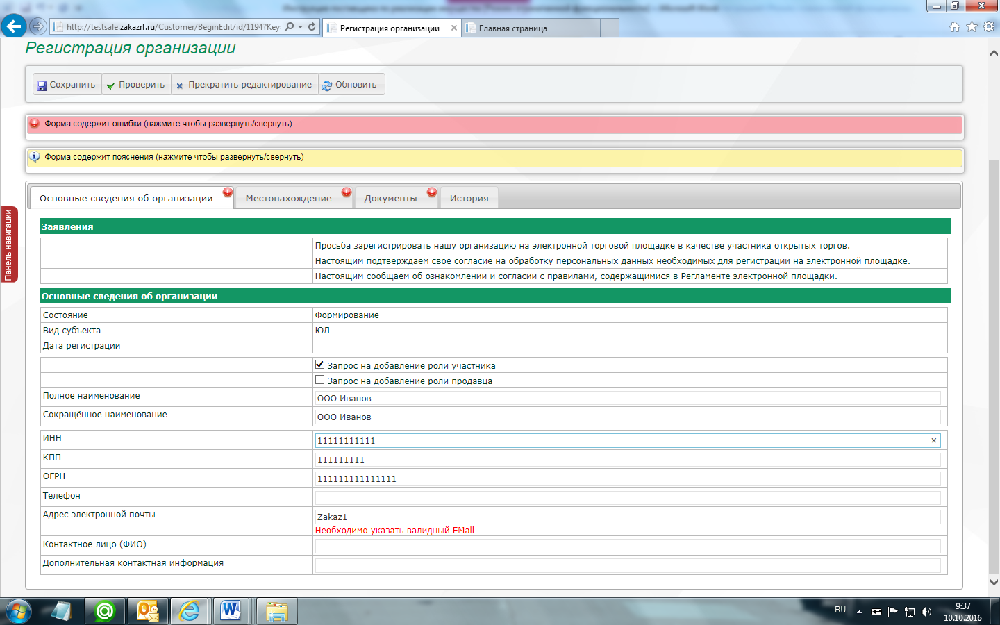 http://testsale.zakazrf.ru/Customer/BeginEdit/id/1194?Key:
Регистрация организации
Главная страница
Регистрация организации
Сохранить
Проверить
Прекратить редактирование
Обновить
Форма содержит ошибки (нажмите чтобы развернуть/свернуть)
Форма содержит пояснения (нажмите чтобы развернуть/свернуть)
Основные сведения об организации
Местонахождение
Документы
История
Панель навигации
Заявления
Просьба зарегистрировать нашу организацию на электронной торговой площадке в качестве участника открытых торгов.
Настоящим подтверждаем свое согласие на обработку персональных данных необходимых для регистрации на электронной площадке.
Настоящим сообщаем об ознакомлении и согласии с правилами, содержащимися в Регламенте электронной площадки.
Основные сведения об организации
Состояние Формирование
Вид субъекта ЮЛ
Дата регистрации
Запрос на добавление роли участника
Запрос на добавление роли продавца
Полное наименование ООО Иванов
Сокращённое наименование ООО Иванов
ИНН 11111111111
КПП 111111111
ОГРН 111111111111111
Телефон
Адрес электронной почты Zakaz1
Необходимо указать валидный EMail
Контактное лицо (ФИО)
Дополнительная контактная информация
RU
9:37
10.10.2016